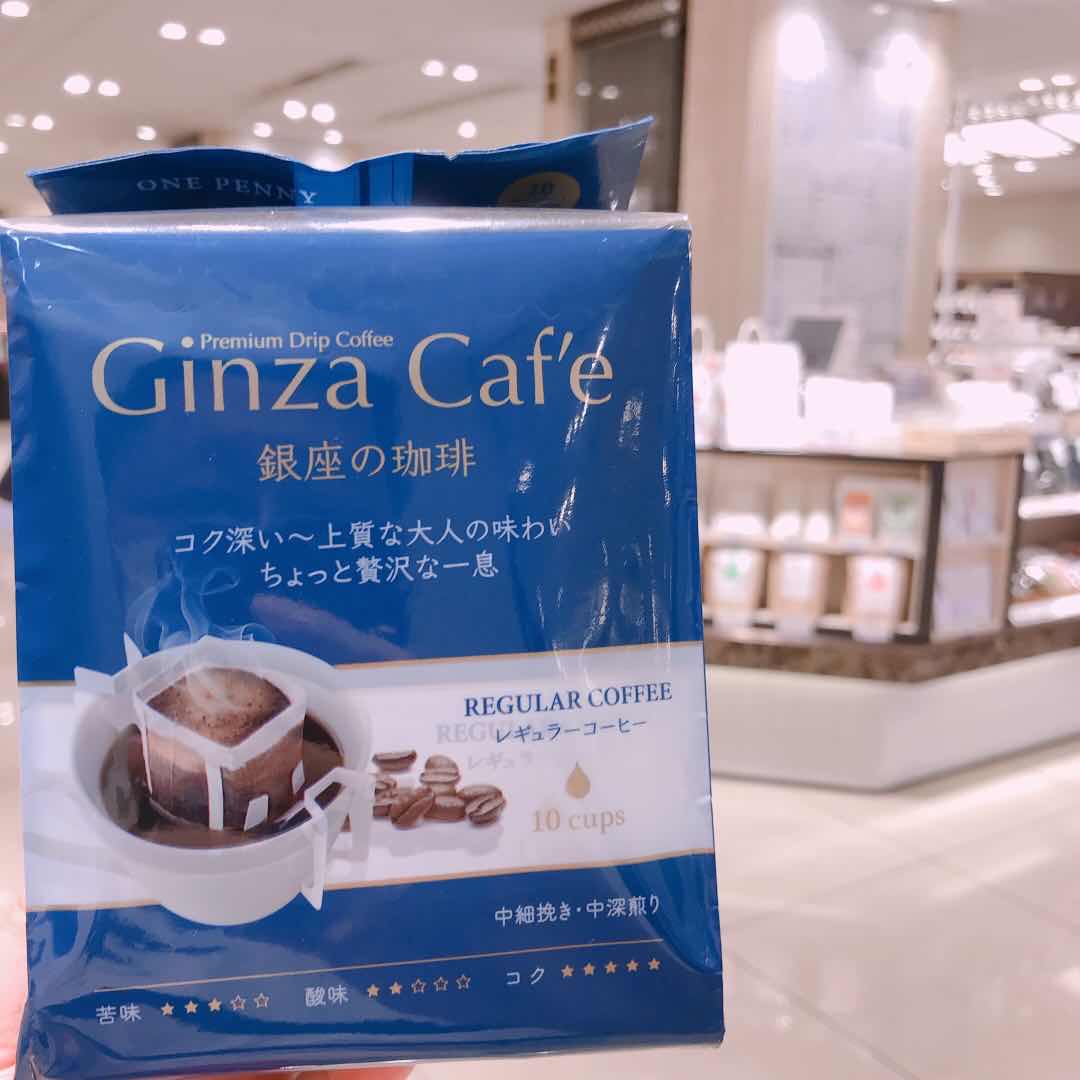 ONE PENNY
10
Premium Drip Coffee
Ginza Caf'e
銀座の珈琲
コク深い〜上質な大人の味わい
ちょっと贅沢な一息
REGULAR COFFEE
レギュラーコーヒー
10 cups
中細挽き・中深煎り
苦味 ★★★☆☆ 酸味 ★★☆☆☆ コク ★★★★★